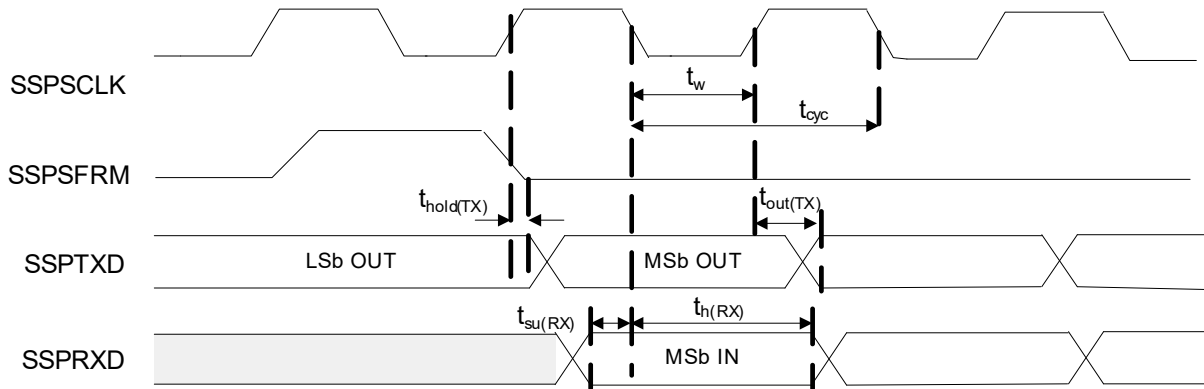 SSPSCLK
t_w
t_cyc
SSPSFRM
t_hold(TX)
t_out(TX)
SSPTXD
LSb OUT
MSb OUT
t_su(RX)
t_h(RX)
SSPRXD
MSb IN